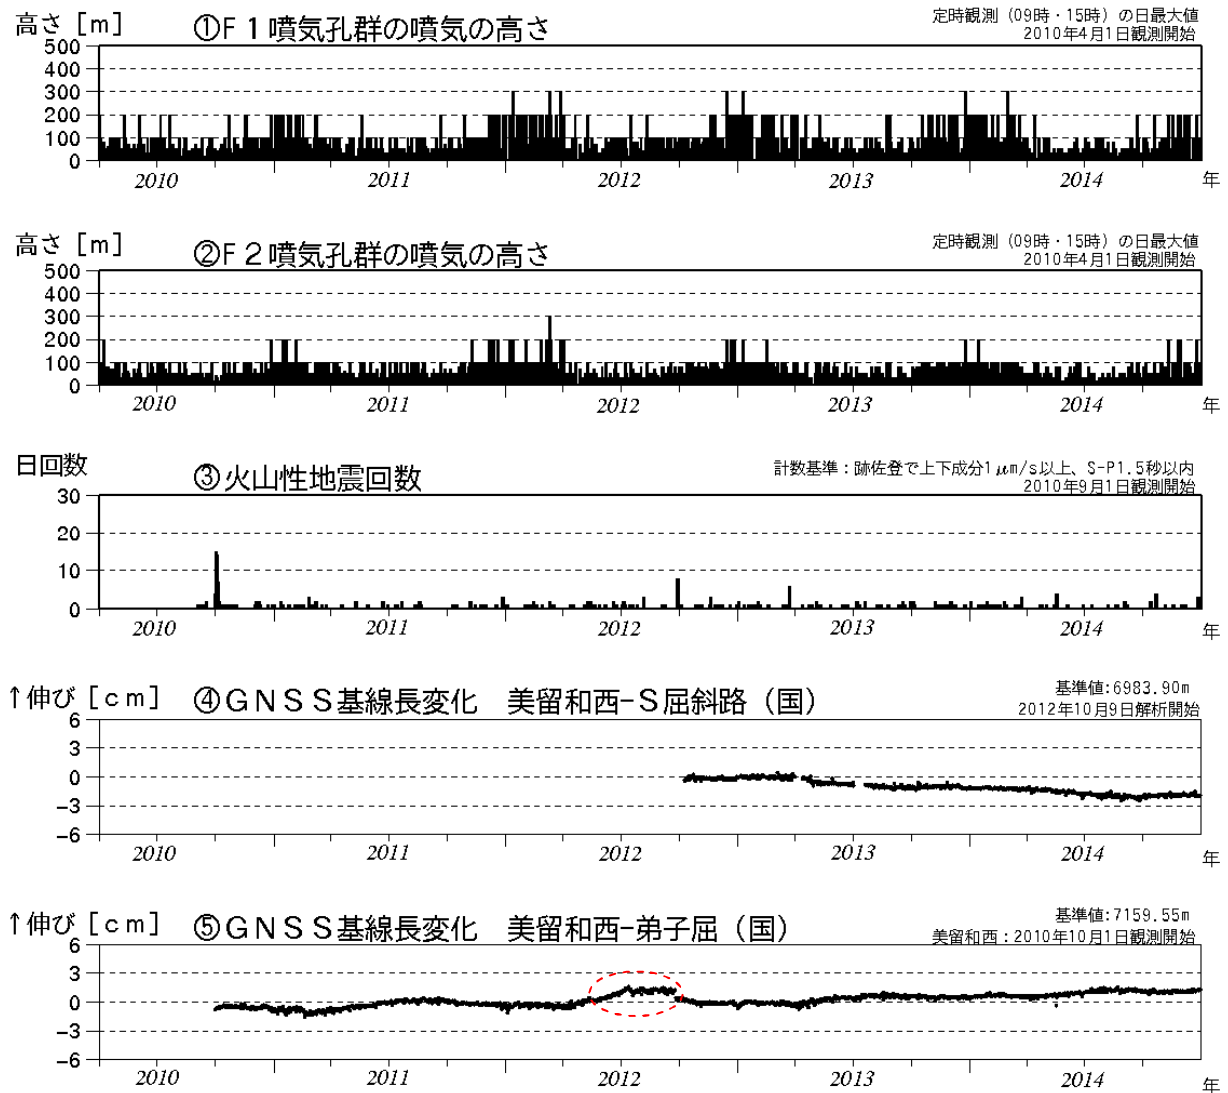 高さ [m] ①F1噴気孔群の噴気の高さ 定時観測 (09時・15時) の日最大値
2010年4月1日観測開始
500
400
300
200
100
0
2010 2011 2012 2013 2014 年
高さ [m] ②F2噴気孔群の噴気の高さ 定時観測 (09時・15時) の日最大値
2010年4月1日観測開始
500
400
300
200
100
0
2010 2011 2012 2013 2014 年
日回数 ③火山性地震回数 計数基準：跡佐登で上下成分1μm/s以上、S-P1.5秒以内
2010年9月1日観測開始
30
20
10
0
2010 2011 2012 2013 2014 年
↑伸び [cm] ④GNSS基線長変化 美留和西-S屈斜路（国） 基準値:6983.90m
2012年10月9日解析開始
6
3
0
-3
-6
2010 2011 2012 2013 2014 年
↑伸び [cm] ⑤GNSS基線長変化 美留和西-弟子屈（国） 基準値:7159.55m
美留和西：2010年10月1日観測開始
6
3
0
-3
-6
2010 2011 2012 2013 2014 年